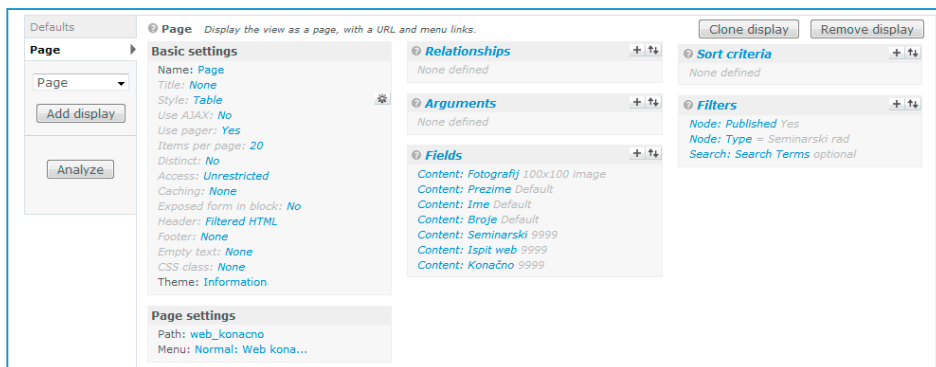 Defaults
Page
Page
Add display
Analyze
Page Display the view as a page, with a URL and menu links.
Clone display
Remove display
Basic settings
Name: Page
Title: None
Style: Table
Use AJAX: No
Use pager: Yes
Items per page: 20
Distinct: No
Access: Unrestricted
Caching: None
Exposed form in block: No
Header: Filtered HTML
Footer: None
Empty text: None
CSS class: None
Theme: Information
Page settings
Path: web_konacno
Menu: Normal: Web kona...
Relationships
None defined
Arguments
None defined
Fields
Content: Fotografij 100x100 image
Content: Prezime Default
Content: Ime Default
Content: Broje Default
Content: Seminarski 9999
Content: Ispit web 9999
Content: Konačno 9999
Sort criteria
None defined
Filters
Node: Published Yes
Node: Type = Seminarski rad
Search: Search Terms optional